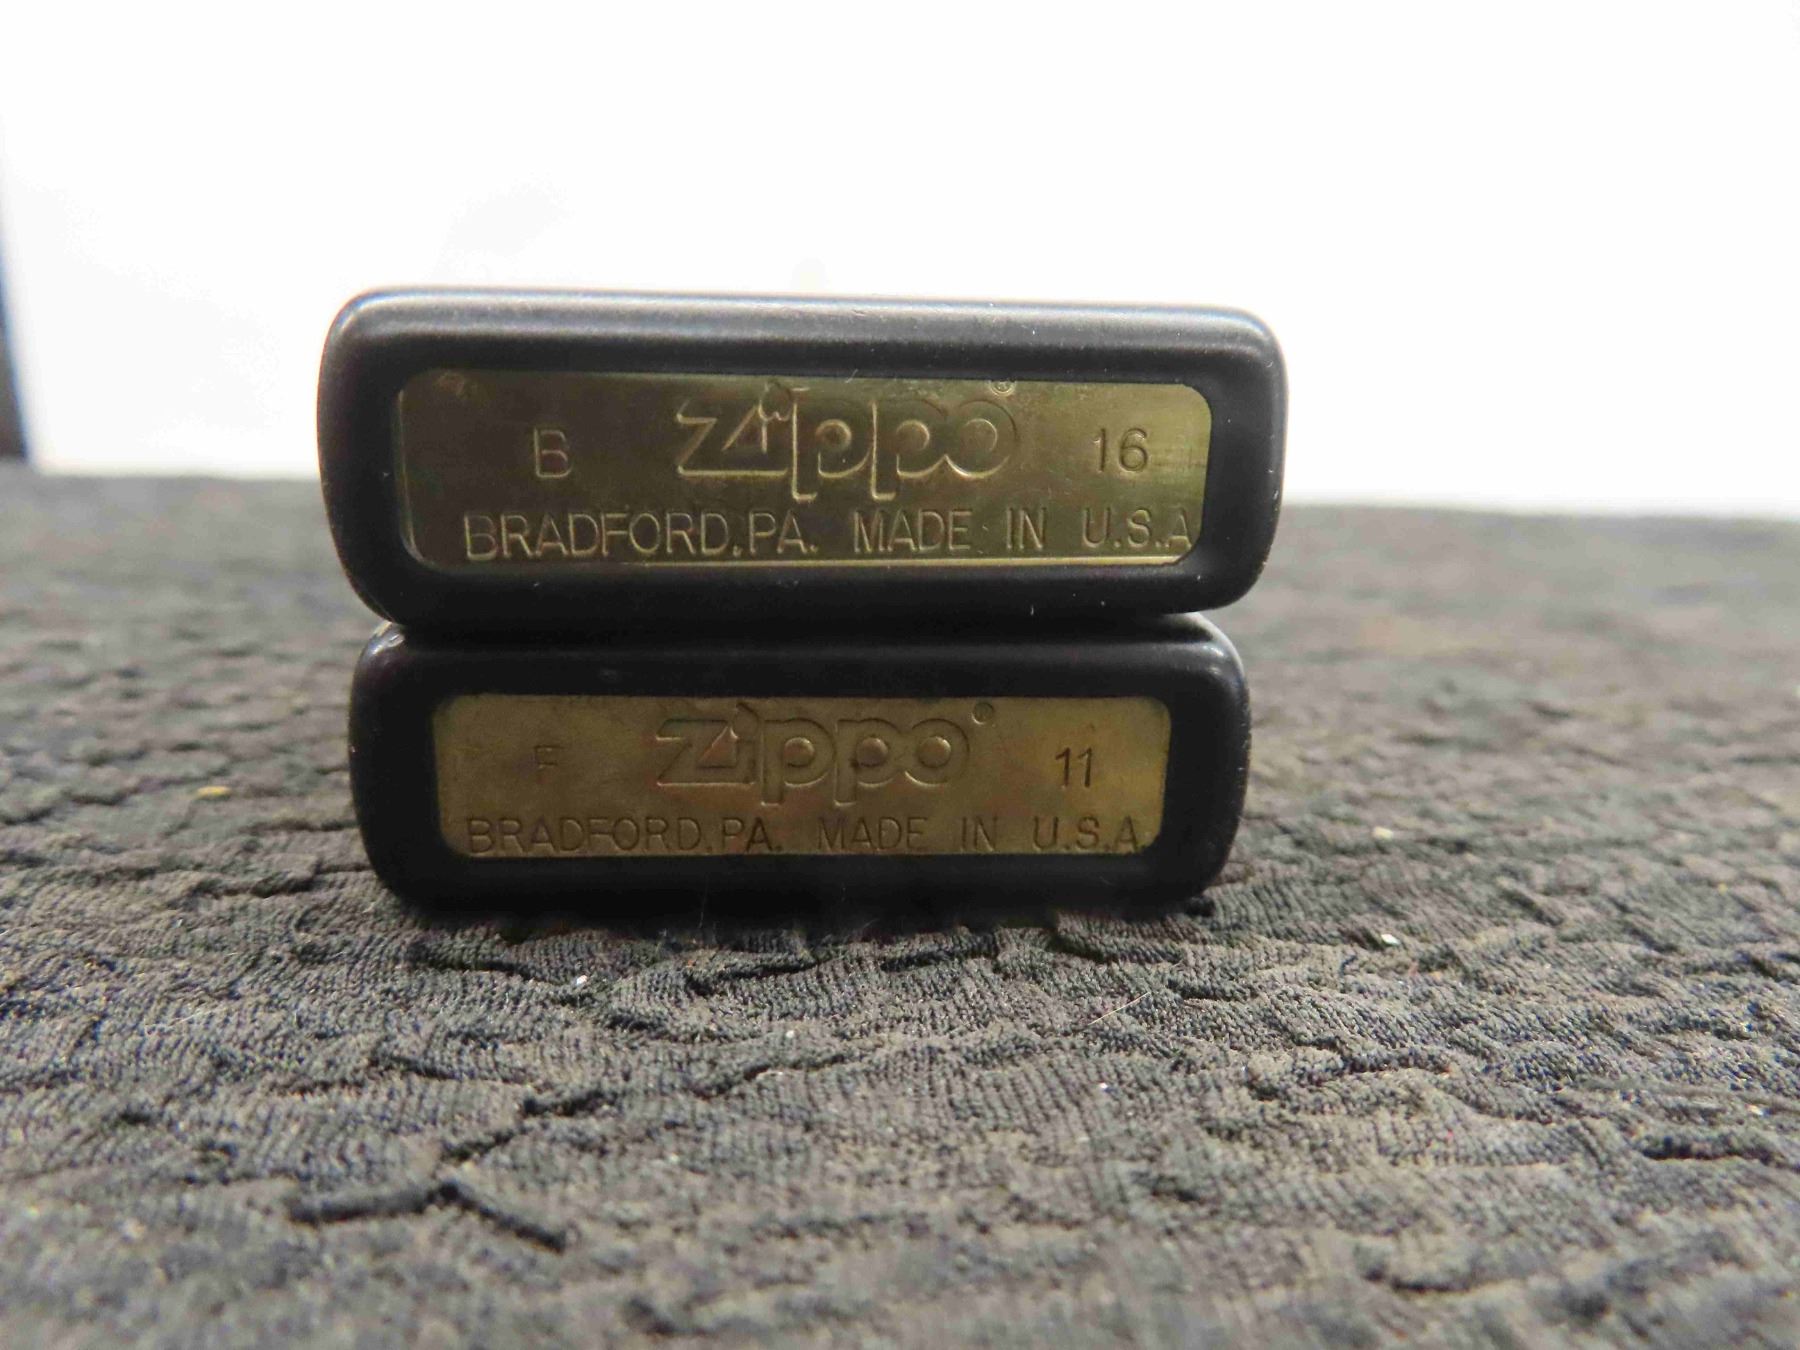 B Zippo ® 16
BRADFORD, PA. MADE IN U.S.A
F Zippo ® 11
BRADFORD, PA. MADE IN U.S.A